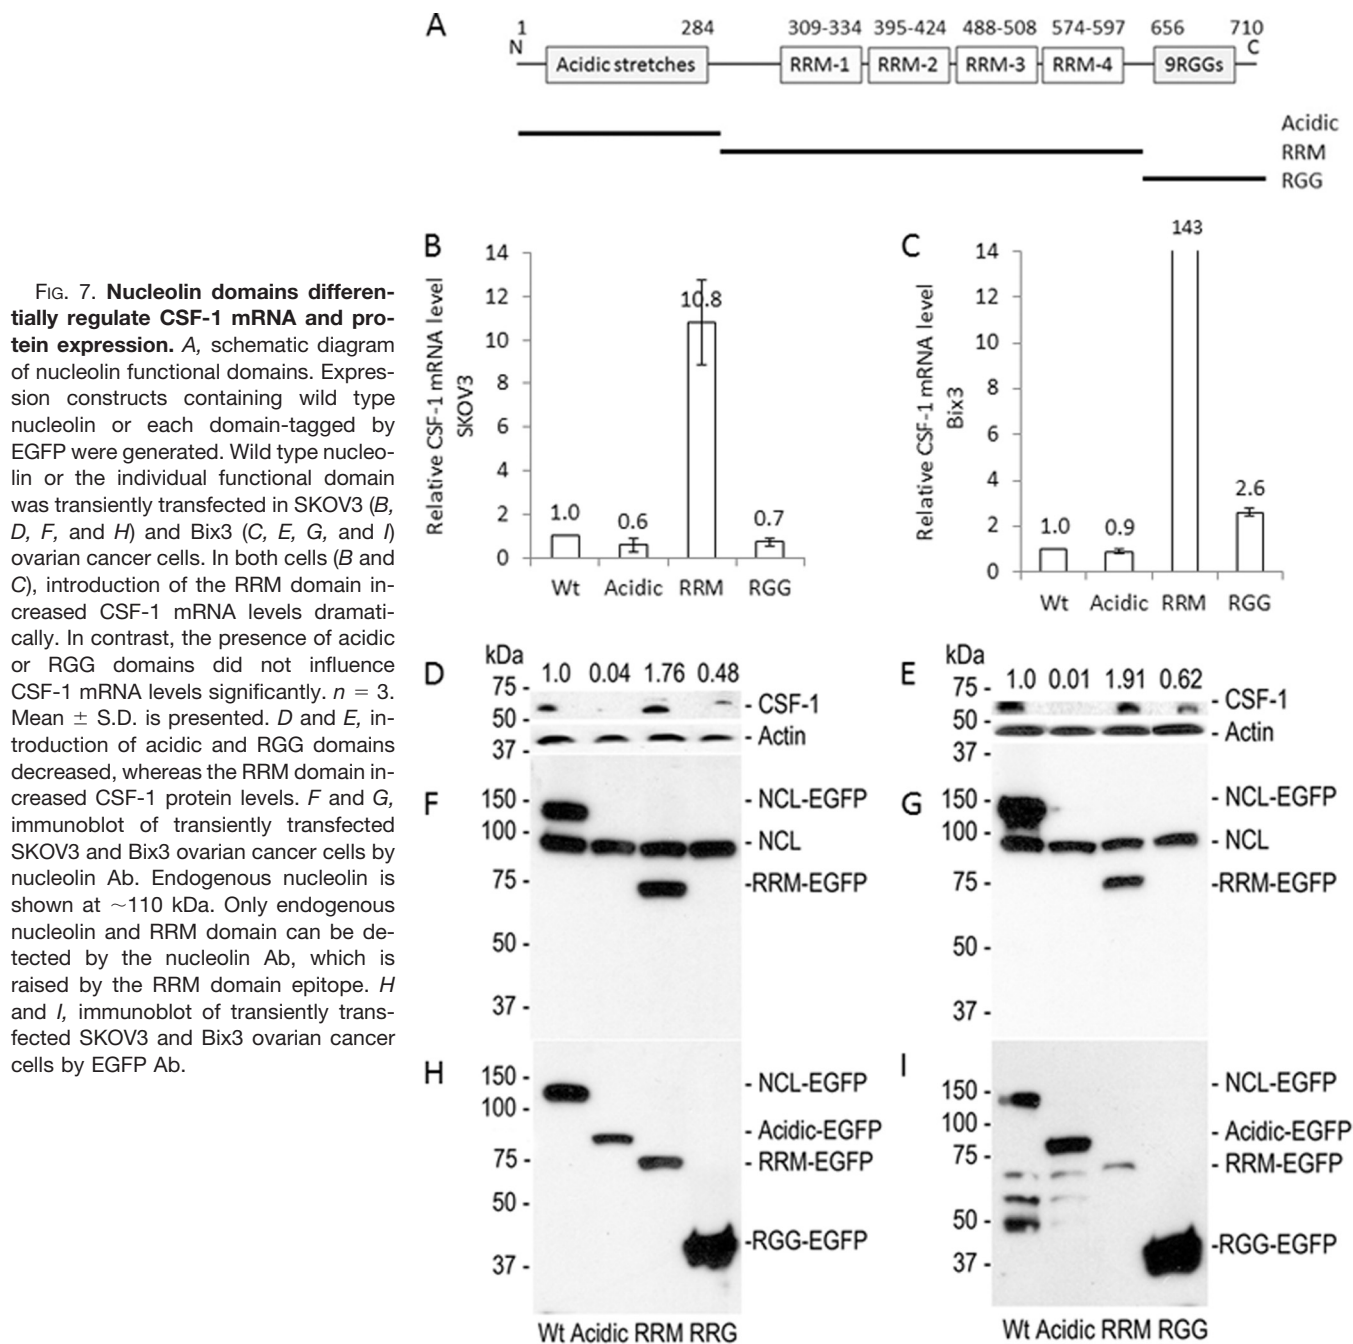 FIG. 7. Nucleolin domains differen-
tially regulate CSF-1 mRNA and pro-
tein expression. A, schematic diagram
of nucleolin functional domains. Expres-
sion constructs containing wild type
nucleolin or each domain-tagged by
EGFP were generated. Wild type nucleo-
lin or the individual functional domain
was transiently transfected in SKOV3 (B,
D, F, and H) and Bix3 (C, E, G, and I)
ovarian cancer cells. In both cells (B and
C), introduction of the RRM domain in-
creased CSF-1 mRNA levels dramati-
cally. In contrast, the presence of acidic
or RGG domains did not influence
CSF-1 mRNA levels significantly. n = 3.
Mean ± S.D. is presented. D and E, in-
troduction of acidic and RGG domains
decreased, whereas the RRM domain in-
creased CSF-1 protein levels. F and G,
immunoblot of transiently transfected
SKOV3 and Bix3 ovarian cancer cells by
nucleolin Ab. Endogenous nucleolin is
shown at ~110 kDa. Only endogenous
nucleolin and RRM domain can be de-
tected by the nucleolin Ab, which is
raised by the RRM domain epitope. H
and I, immunoblot of transiently trans-
fected SKOV3 and Bix3 ovarian cancer
cells by EGFP Ab.
A
1 284 309-334 395-424 488-508 574-597 656 710
N C
Acidic stretches RRM-1 RRM-2 RRM-3 RRM-4 9RGGs
Acidic
RRM
RGG
B
Relative CSF-1 mRNA level
SKOV3
14
12
10
8
6
4
2
0
1.0 0.6 10.8 0.7
Wt Acidic RRM RGG
C
Relative CSF-1 mRNA level
Bix3
14
12
10
8
6
4
2
0
1.0 0.9 143 2.6
Wt Acidic RRM RGG
D
kDa
1.0 0.04 1.76 0.48
75 -
50 -
37 -
- CSF-1
- Actin
E
kDa
1.0 0.01 1.91 0.62
75 -
50 -
37 -
- CSF-1
- Actin
F
150 -
100 -
75 -
50 -
37 -
- NCL-EGFP
- NCL
-RRM-EGFP
G
150 -
100 -
75 -
50 -
37 -
- NCL-EGFP
- NCL
-RRM-EGFP
H
150 -
100 -
75 -
50 -
37 -
- NCL-EGFP
- Acidic-EGFP
- RRM-EGFP
-RGG-EGFP
Wt Acidic RRM RRG
I
150 -
100 -
75 -
50 -
37 -
- NCL-EGFP
- Acidic-EGFP
- RRM-EGFP
-RGG-EGFP
Wt Acidic RRM RGG